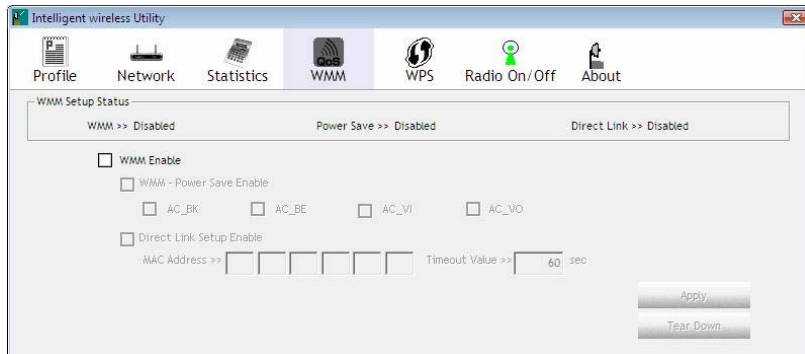 Intelligent wireless Utility
Profile Network Statistics QoS WMM WPS Radio On/Off About
WMM Setup Status
WMM >> Disabled Power Save >> Disabled Direct Link >> Disabled
WMM Enable
WMM - Power Save Enable
AC_BK AC_BE AC_VI AC_VO
Direct Link Setup Enable
MAC Address >> Timeout Value >> 60 sec
Apply
Tear Down